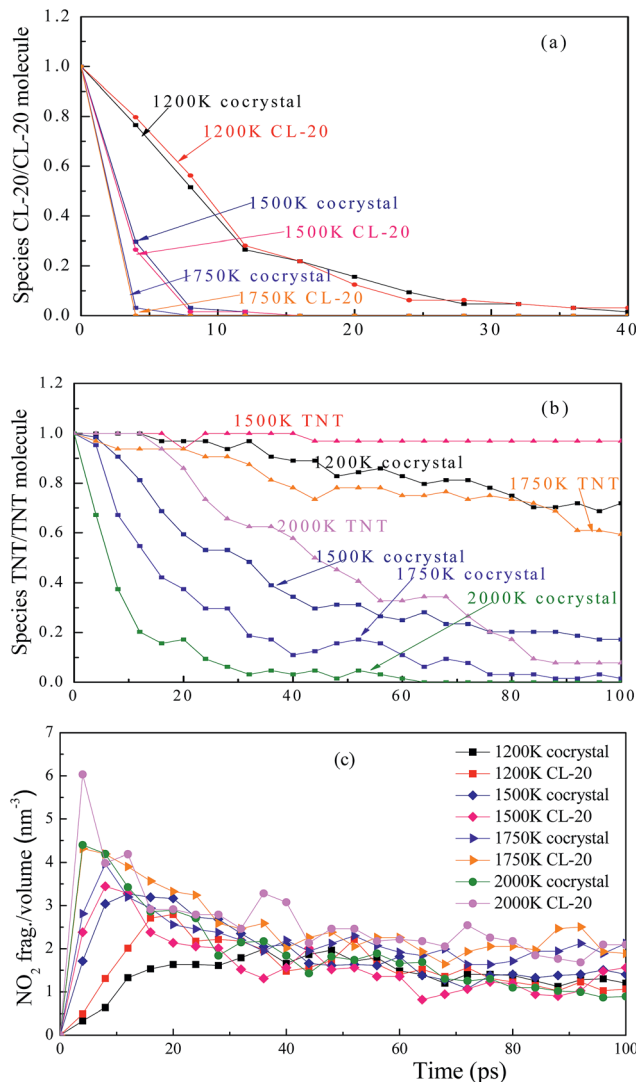 (a)
Species CL-20/CL-20 molecule
1.0
0.8
0.6
0.4
0.2
0.0
1200K cocrystal
1200K CL-20
1500K cocrystal
1500K CL-20
1750K cocrystal
1750K CL-20
0 10 20 30 40
(b)
Species TNT/TNT molecule
1.2
1.0
0.8
0.6
0.4
0.2
0.0
1500K TNT
1200K cocrystal
1750K TNT
2000K TNT
1500K cocrystal
1750K cocrystal
2000K cocrystal
0 20 40 60 80 100
(c)
NO2 frag./volume (nm-3)
7
6
5
4
3
2
1
0
1200K cocrystal
1200K CL-20
1500K cocrystal
1500K CL-20
1750K cocrystal
1750K CL-20
2000K cocrystal
2000K CL-20
0 20 40 60 80 100
Time (ps)